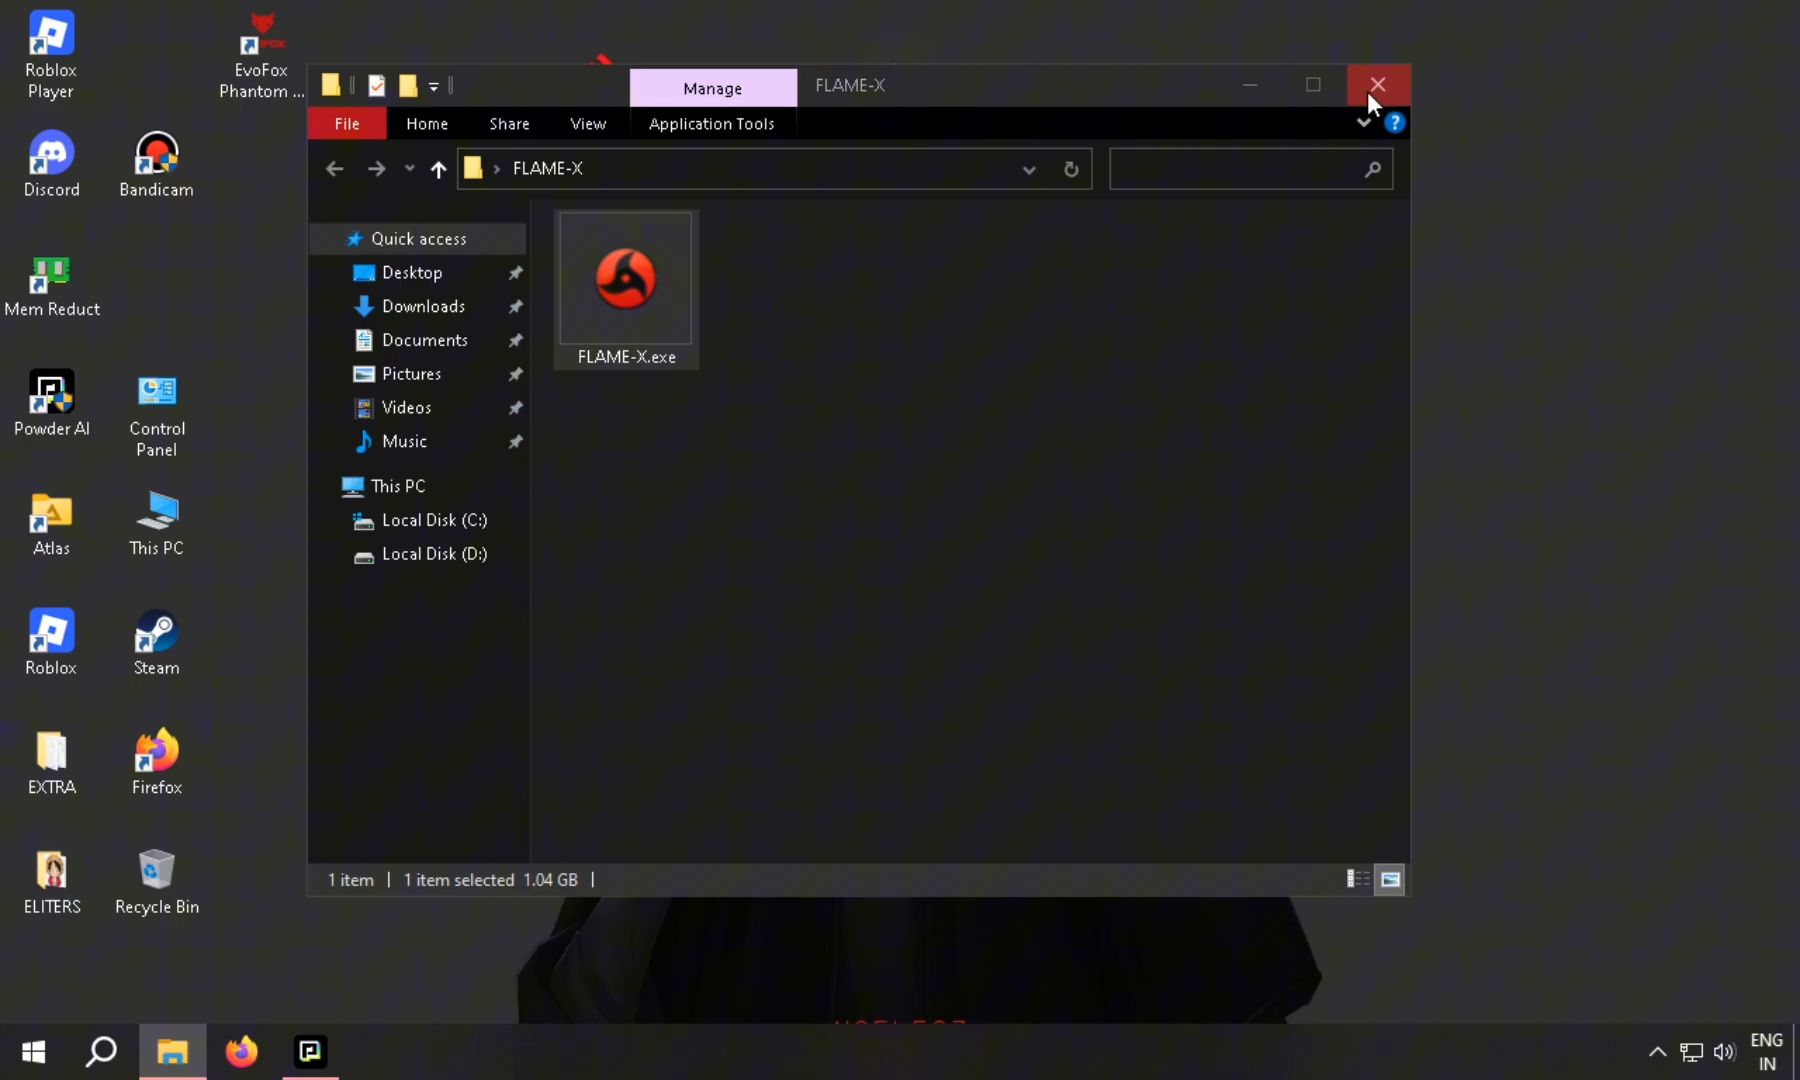 Roblox
Player
EvoFox
Phantom ...
Discord
Bandicam
Mem Reduct
Powder AI
Control
Panel
Atlas
This PC
Roblox
Steam
EXTRA
Firefox
ELITERS
Recycle Bin
Manage
FLAME-X
File
Home
Share
View
Application Tools
FLAME-X
Quick access
Desktop
Downloads
Documents
Pictures
Videos
Music
This PC
Local Disk (C:)
Local Disk (D:)
FLAME-X.exe
1 item
1 item selected 1.04 GB
ENG
IN